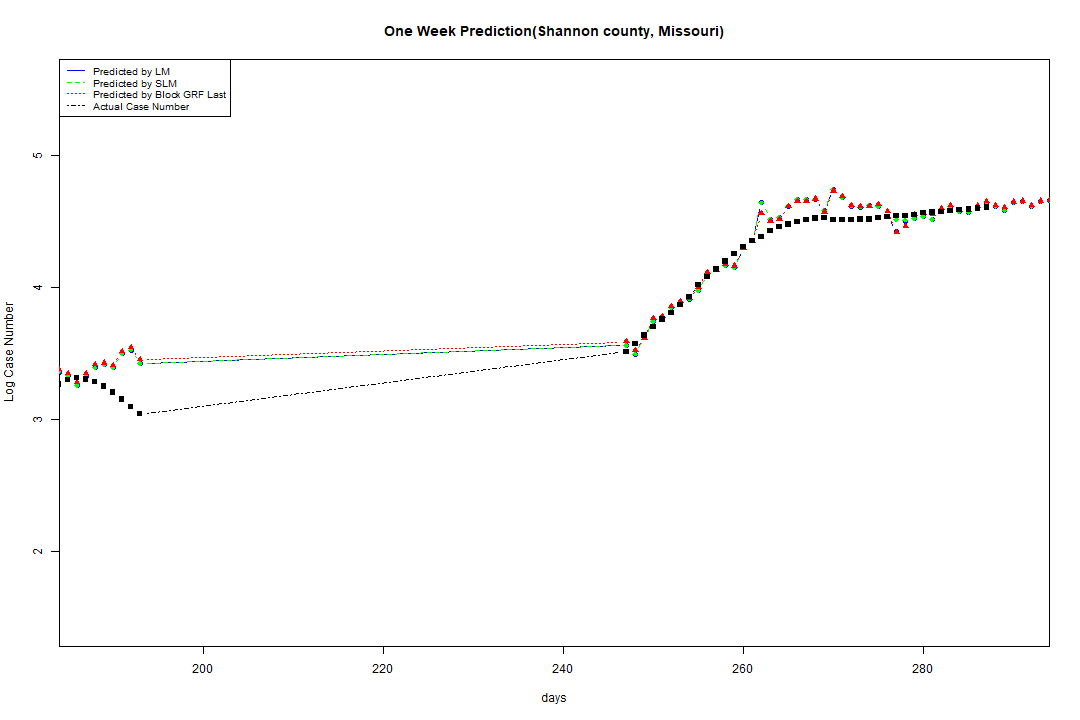 One Week Prediction(Shannon county, Missouri)
Predicted by LM
Predicted by SLM
Predicted by Block GRF Last
Actual Case Number
5
4
3
2
Log Case Number
200 220 240 260 280
days